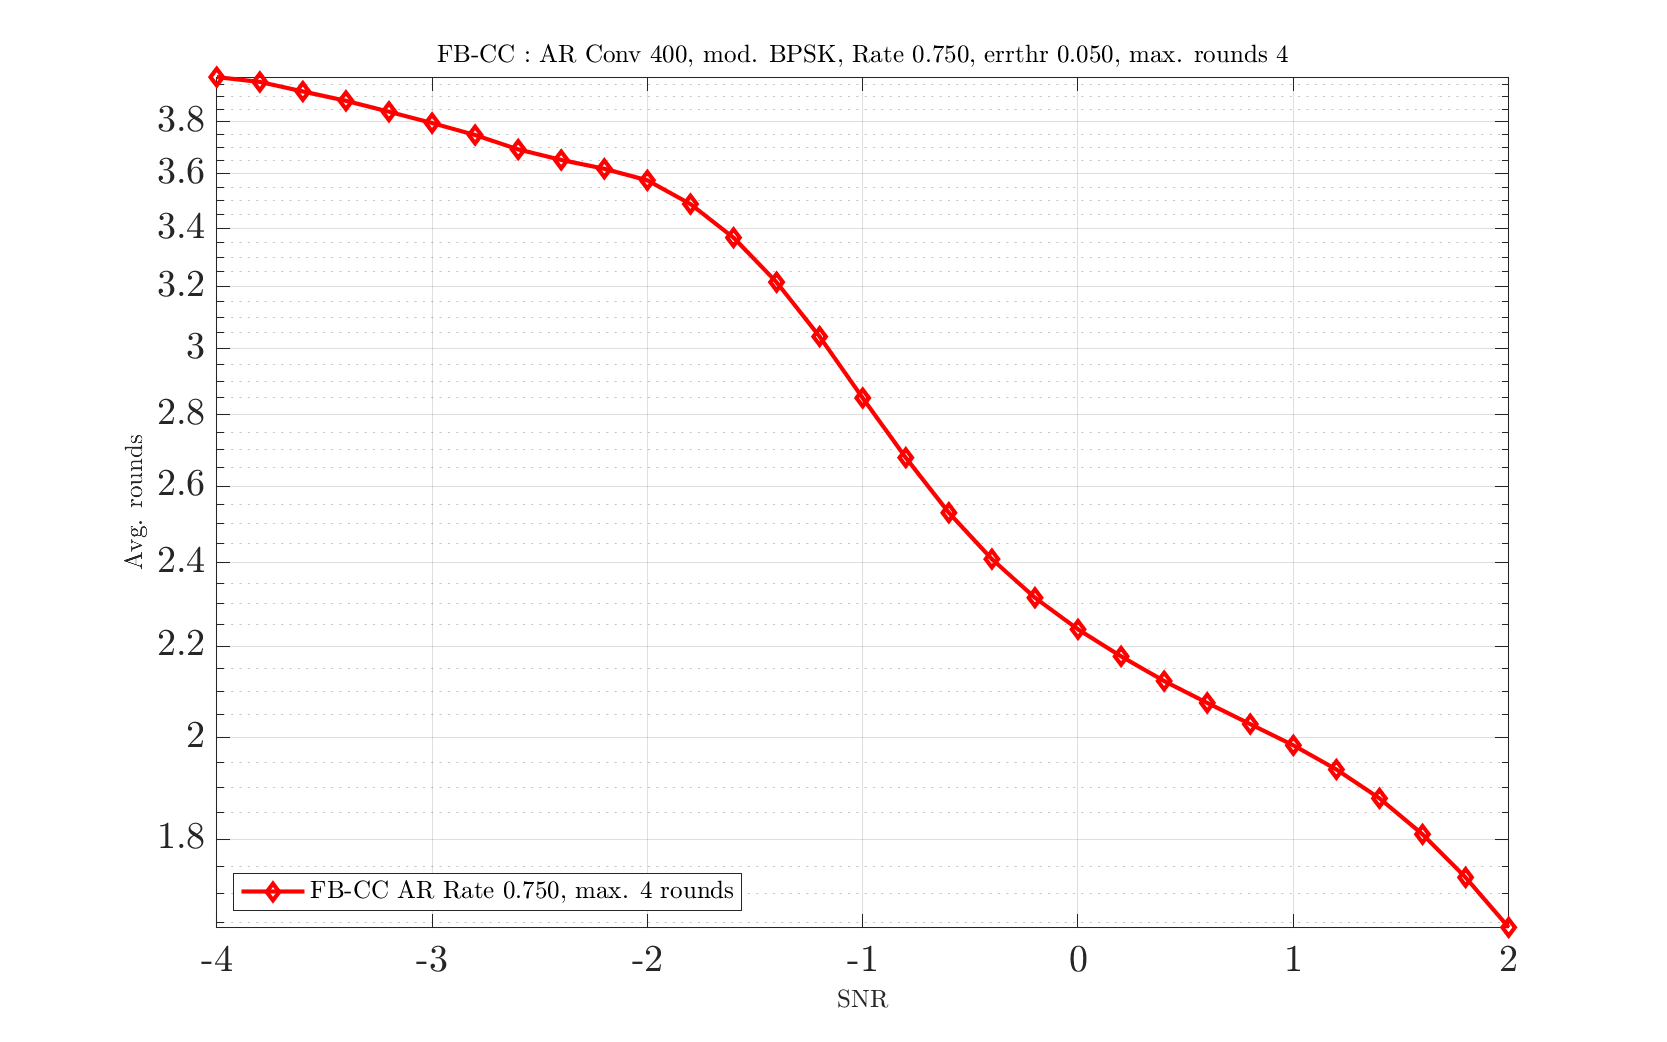 FB-CC : AR Conv 400, mod. BPSK, Rate 0.750, errthr 0.050, max. rounds 4
3.8
3.6
3.4
3.2
3
2.8
2.6
2.4
2.2
2
1.8
Avg. rounds
FB-CC AR Rate 0.750, max. 4 rounds
-4 -3 -2 -1 0 1 2
SNR